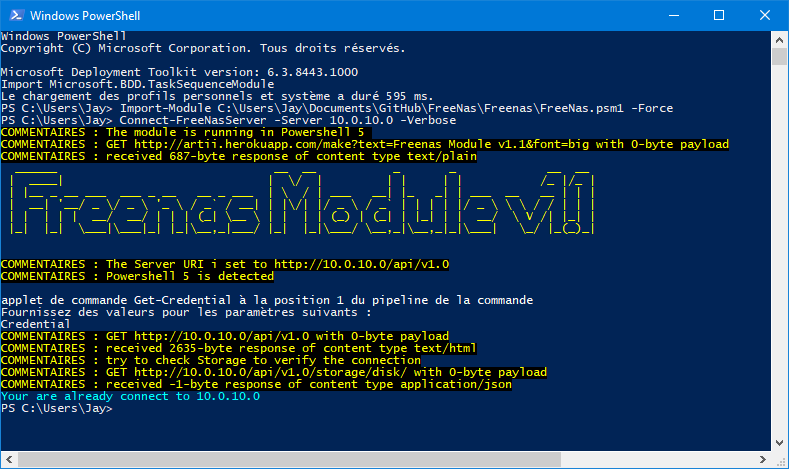 Windows PowerShell
Windows PowerShell
Copyright (C) Microsoft Corporation. Tous droits réservés.
Microsoft Deployment Toolkit version: 6.3.8443.1000
Import Microsoft.BDD.TaskSequenceModule
Le chargement des profils personnels et système a duré 595 ms.
PS C:\Users\Jay> Import-Module C:\Users\Jay\Documents\GitHub\FreeNas\Freenas\FreeNas.psm1 -Force
PS C:\Users\Jay> Connect-FreeNasServer -Server 10.0.10.0 -Verbose
COMMENTAIRES : The module is running in Powershell 5
COMMENTAIRES : GET http://artii.herokuapp.com/make?text=Freenas Module v1.1&font=big with 0-byte payload
COMMENTAIRES : received 687-byte response of content type text/plain
Freenas Module v1.1
COMMENTAIRES : The Server URI i set to http://10.0.10.0/api/v1.0
COMMENTAIRES : Powershell 5 is detected
applet de commande Get-Credential à la position 1 du pipeline de la commande
Fournissez des valeurs pour les paramètres suivants :
Credential
COMMENTAIRES : GET http://10.0.10.0/api/v1.0 with 0-byte payload
COMMENTAIRES : received 2635-byte response of content type text/html
COMMENTAIRES : try to check Storage to verify the connection
COMMENTAIRES : GET http://10.0.10.0/api/v1.0/storage/disk/ with 0-byte payload
COMMENTAIRES : received -1-byte response of content type application/json
Your are already connect to 10.0.10.0
PS C:\Users\Jay>